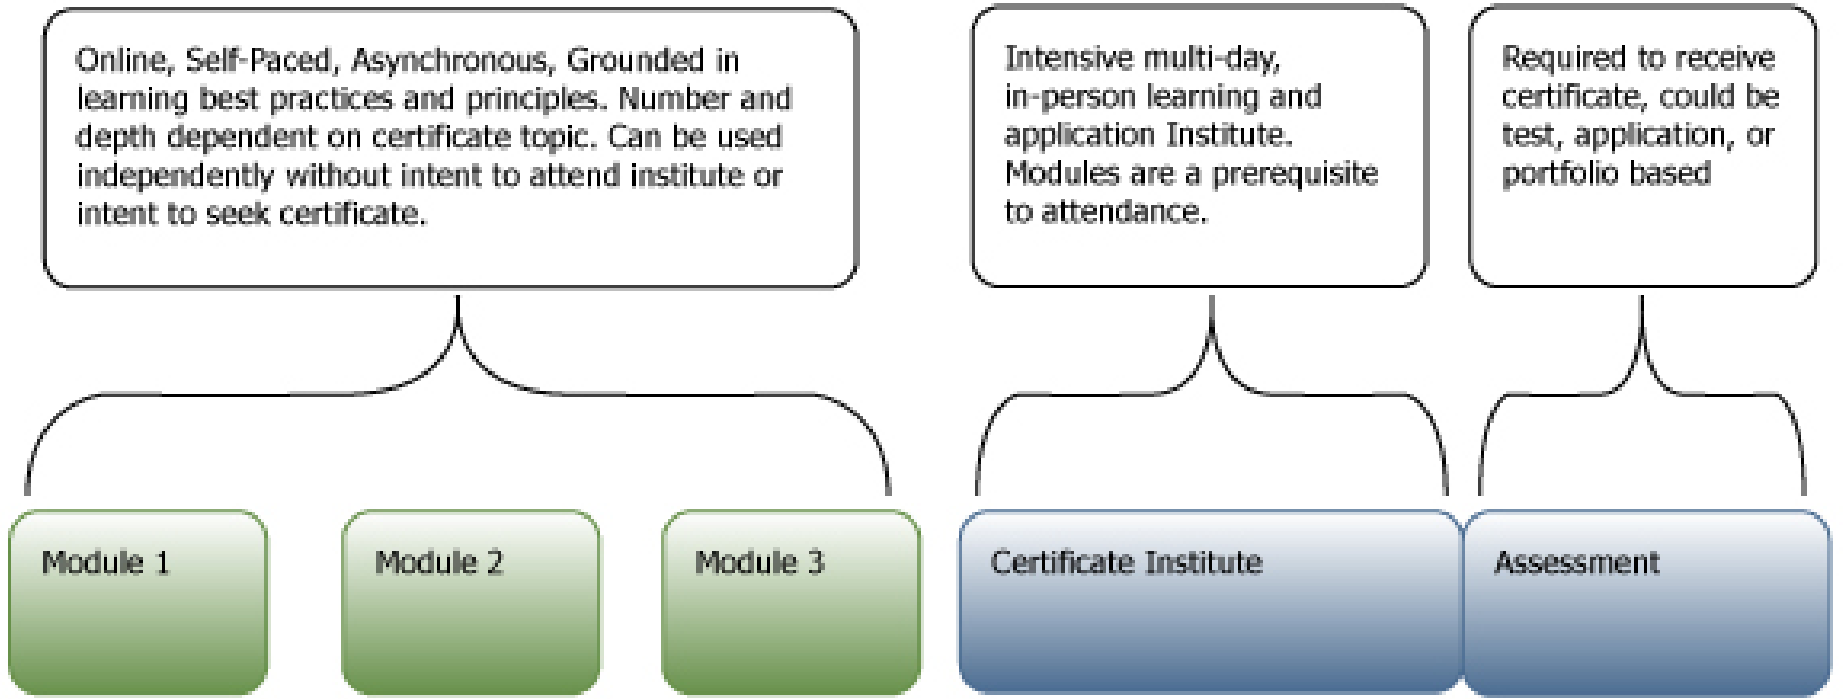 Online, Self-Paced, Asynchronous, Grounded in
learning best practices and principles. Number and
depth dependent on certificate topic. Can be used
independently without intent to attend institute or
intent to seek certificate.
Intensive multi-day,
in-person learning and
application Institute.
Modules are a prerequisite
to attendance.
Required to receive
certificate, could be
test, application, or
portfolio based
Module 1
Module 2
Module 3
Certificate Institute
Assessment